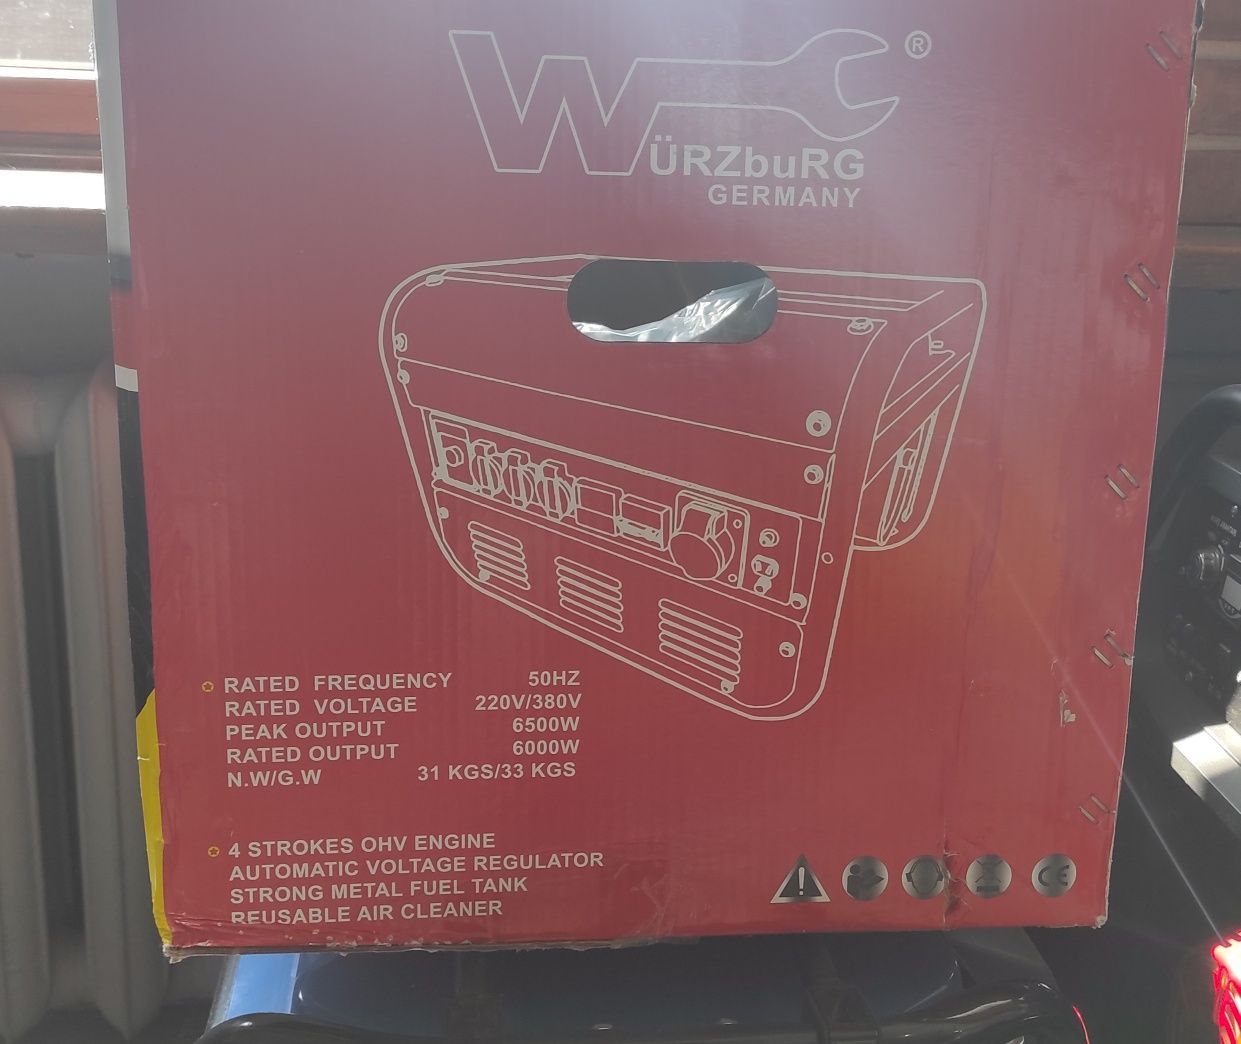 WÜRZbuRG ®
GERMANY
RATED FREQUENCY 50HZ
RATED VOLTAGE 220V/380V
PEAK OUTPUT 6500W
RATED OUTPUT 6000W
N.W/G.W 31 KGS/33 KGS
4 STROKES OHV ENGINE
AUTOMATIC VOLTAGE REGULATOR
STRONG METAL FUEL TANK
REUSABLE AIR CLEANER
CE